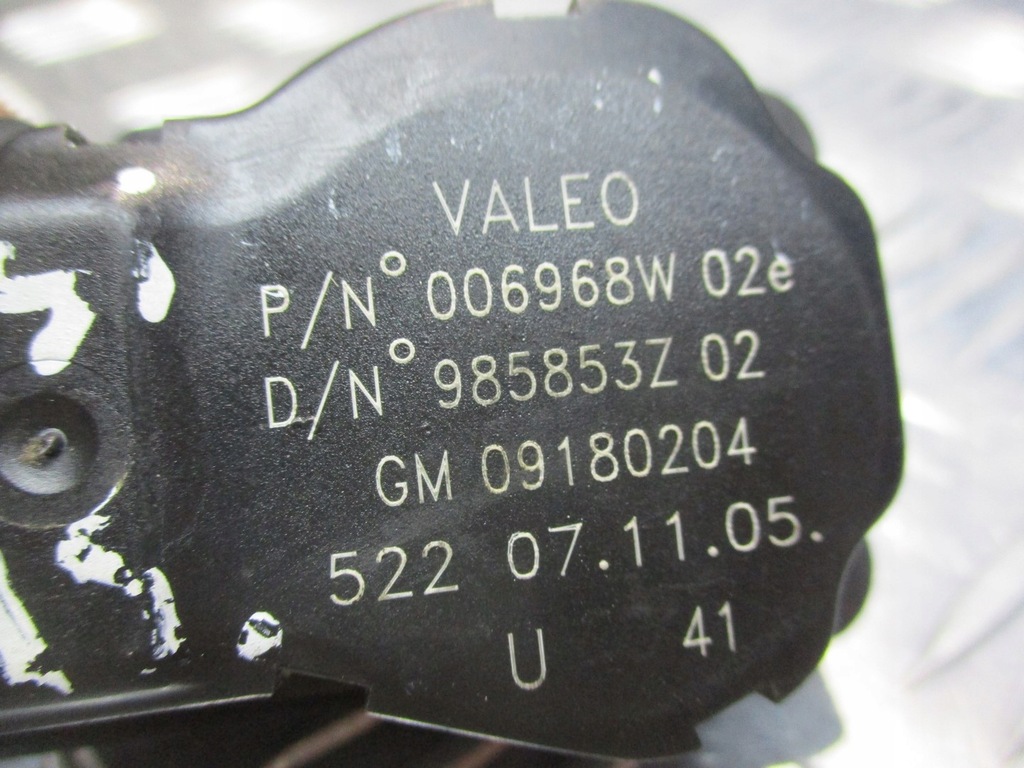 VALEO
P/N° 006968W 02e
D/N° 985853Z 02
GM 09180204
522 07.11.05.
U 41